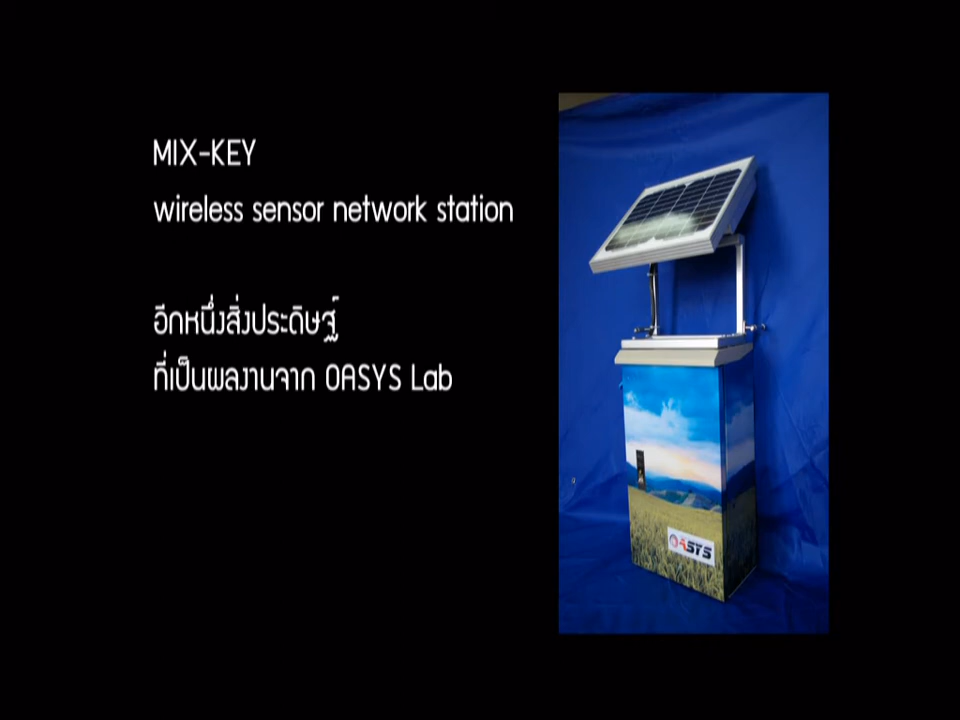 MIX-KEY
wireless sensor network station
อีกหนึ่งสิ่งประดิษฐ์
ที่เป็นผลงานจาก OASYS Lab
OASYS